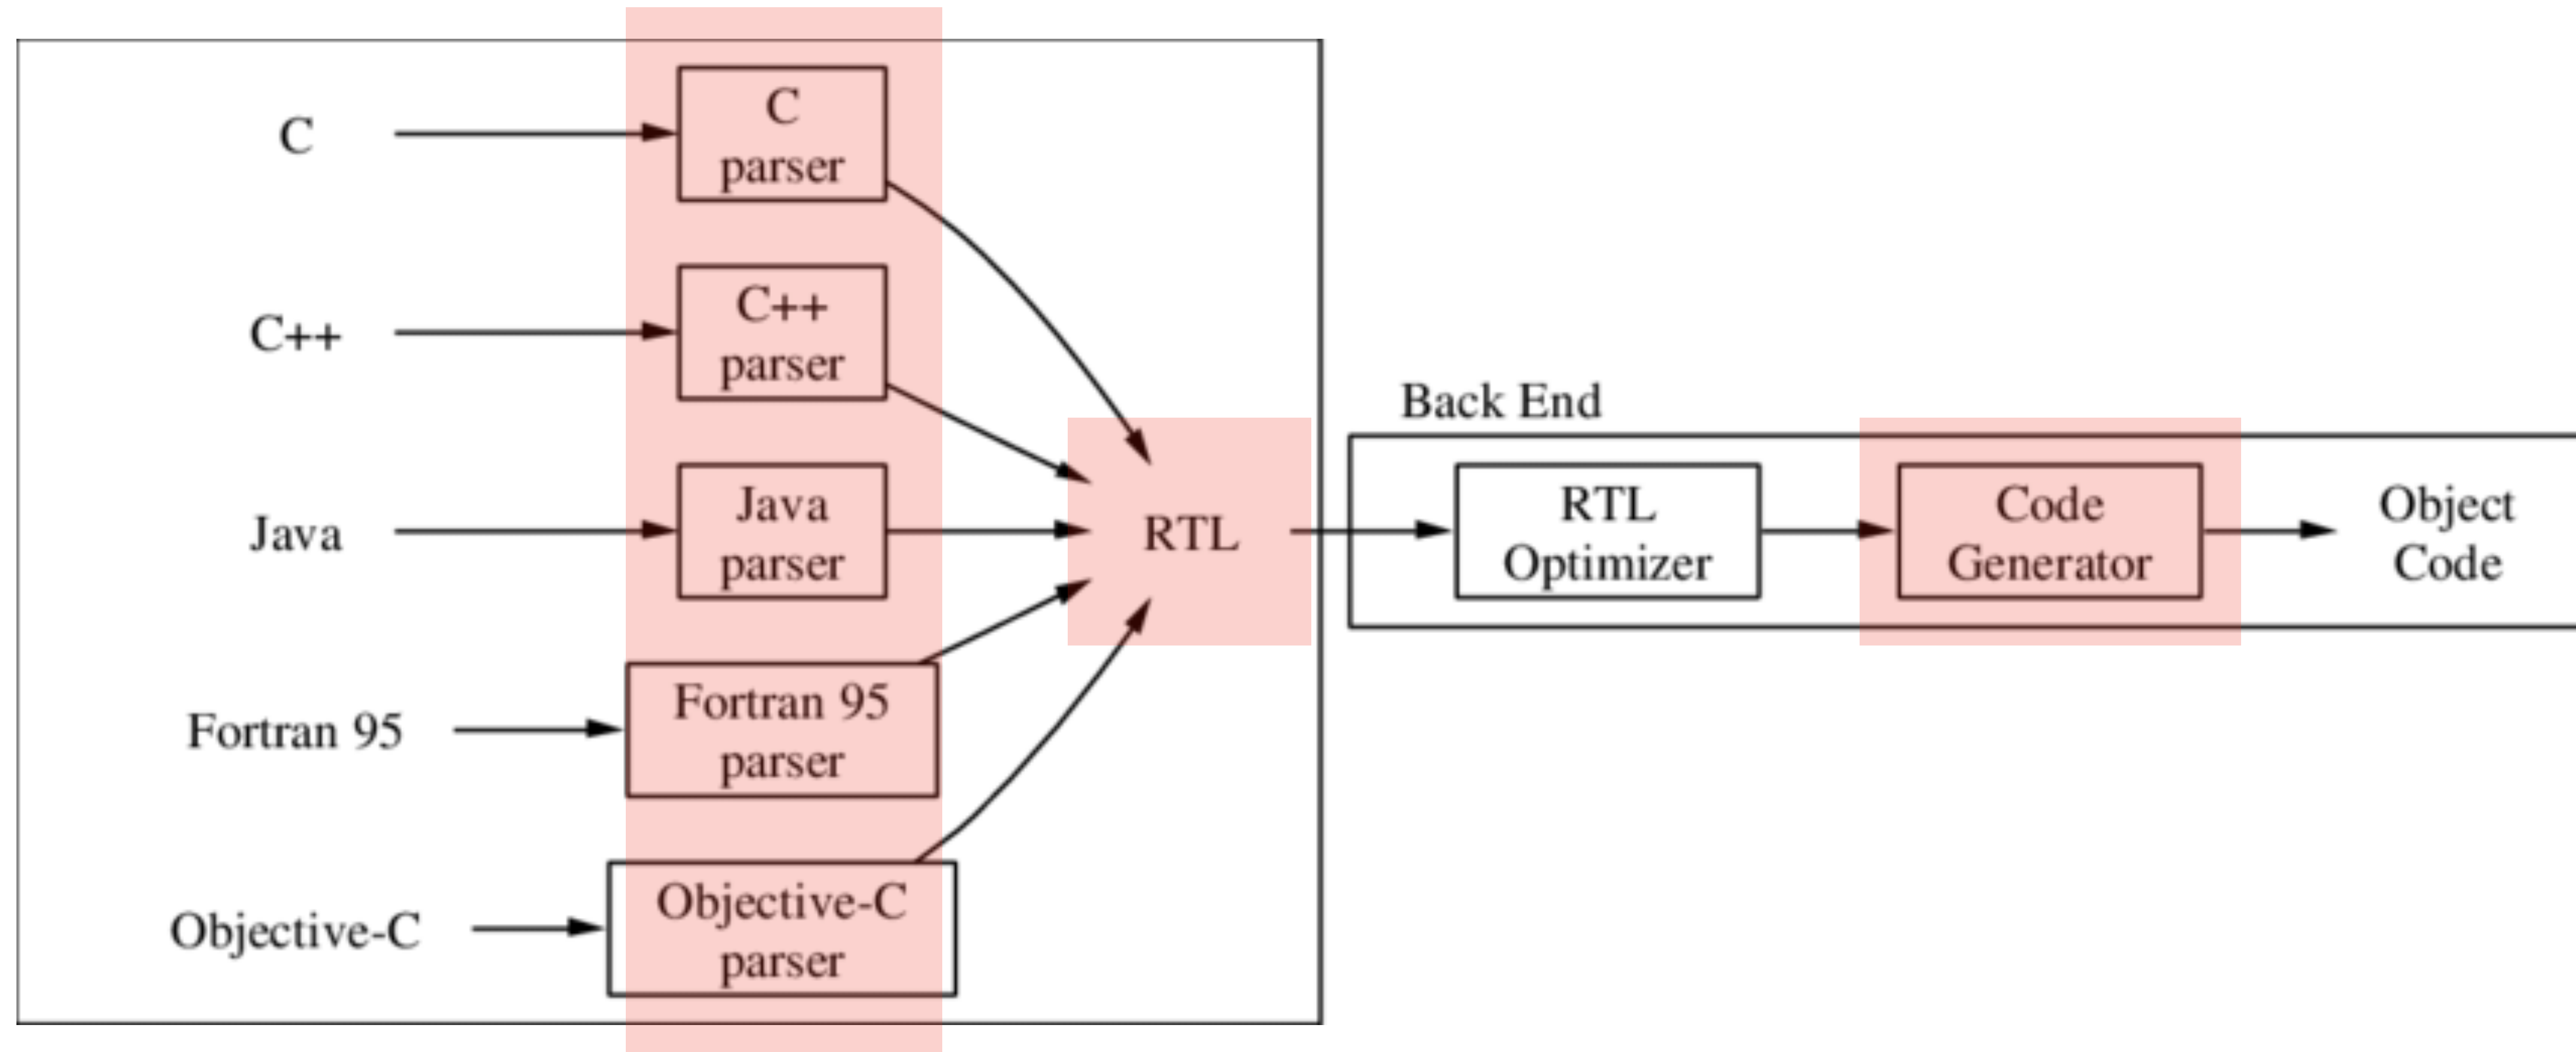 C
C
parser
C++
C++
parser
Java
Java
parser
Fortran 95
Fortran 95
parser
Objective-C
Objective-C
parser
RTL
Back End
RTL
Optimizer
Code
Generator
Object
Code